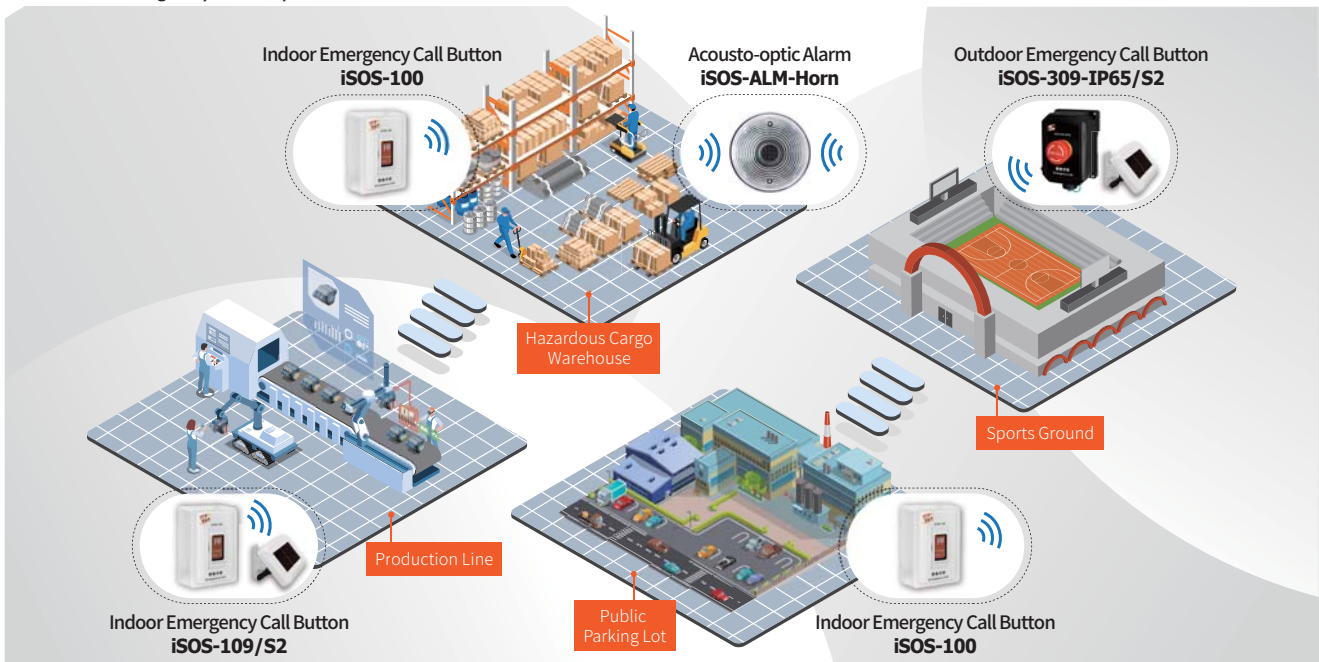 Indoor Emergency Call Button
iSOS-100
Acousto-optic Alarm
iSOS-ALM-Horn
Outdoor Emergency Call Button
iSOS-309-IP65/S2
Hazardous Cargo
Warehouse
Sports Ground
Production Line
Public
Parking Lot
Indoor Emergency Call Button
iSOS-109/S2
Indoor Emergency Call Button
iSOS-100